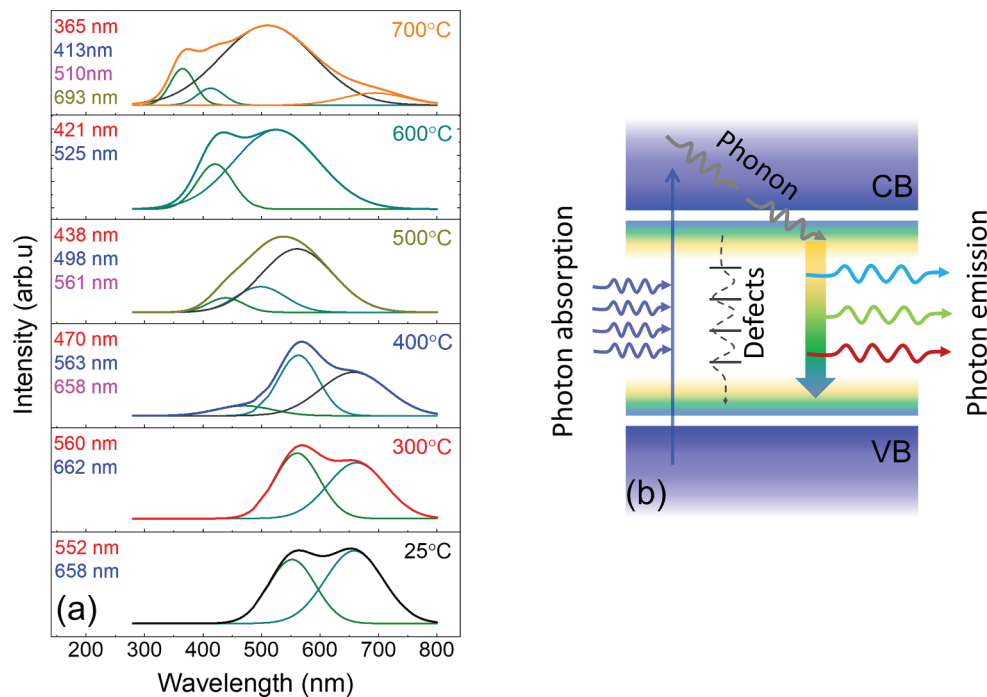 365 nm
413nm
510 nm
693 nm
700°C
421 nm
525 nm
600°C
438 nm
498 nm
561 nm
500°C
470 nm
563 nm
658 nm
400°C
560 nm
662 nm
300°C
552 nm
658 nm
25°C
(a)
Intensity (arb.u)
200 300 400 500 600 700 800
Wavelength (nm)
Phonon
CB
Photon absorption
Defects
Photon emission
VB
(b)